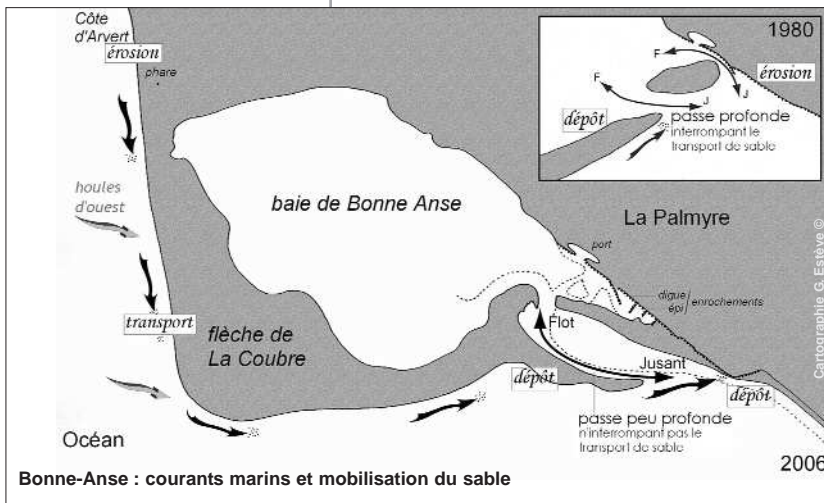 Côte
d'Arvert
érosion
phare
houles
d'ouest
transport
Océan
flèche de
La Coubre
baie de Bonne Anse
La Palmyre
port
digue
épi
enrochements
Flot
Jusant
dépôt
dépôt
passe peu profonde
n'interrompant pas le
transport de sable
2006
1980
F
F
J
J
érosion
dépôt
passe profonde
interrompant le
transport de sable
Cartographie G. Estève ©
Bonne-Anse : courants marins et mobilisation du sable